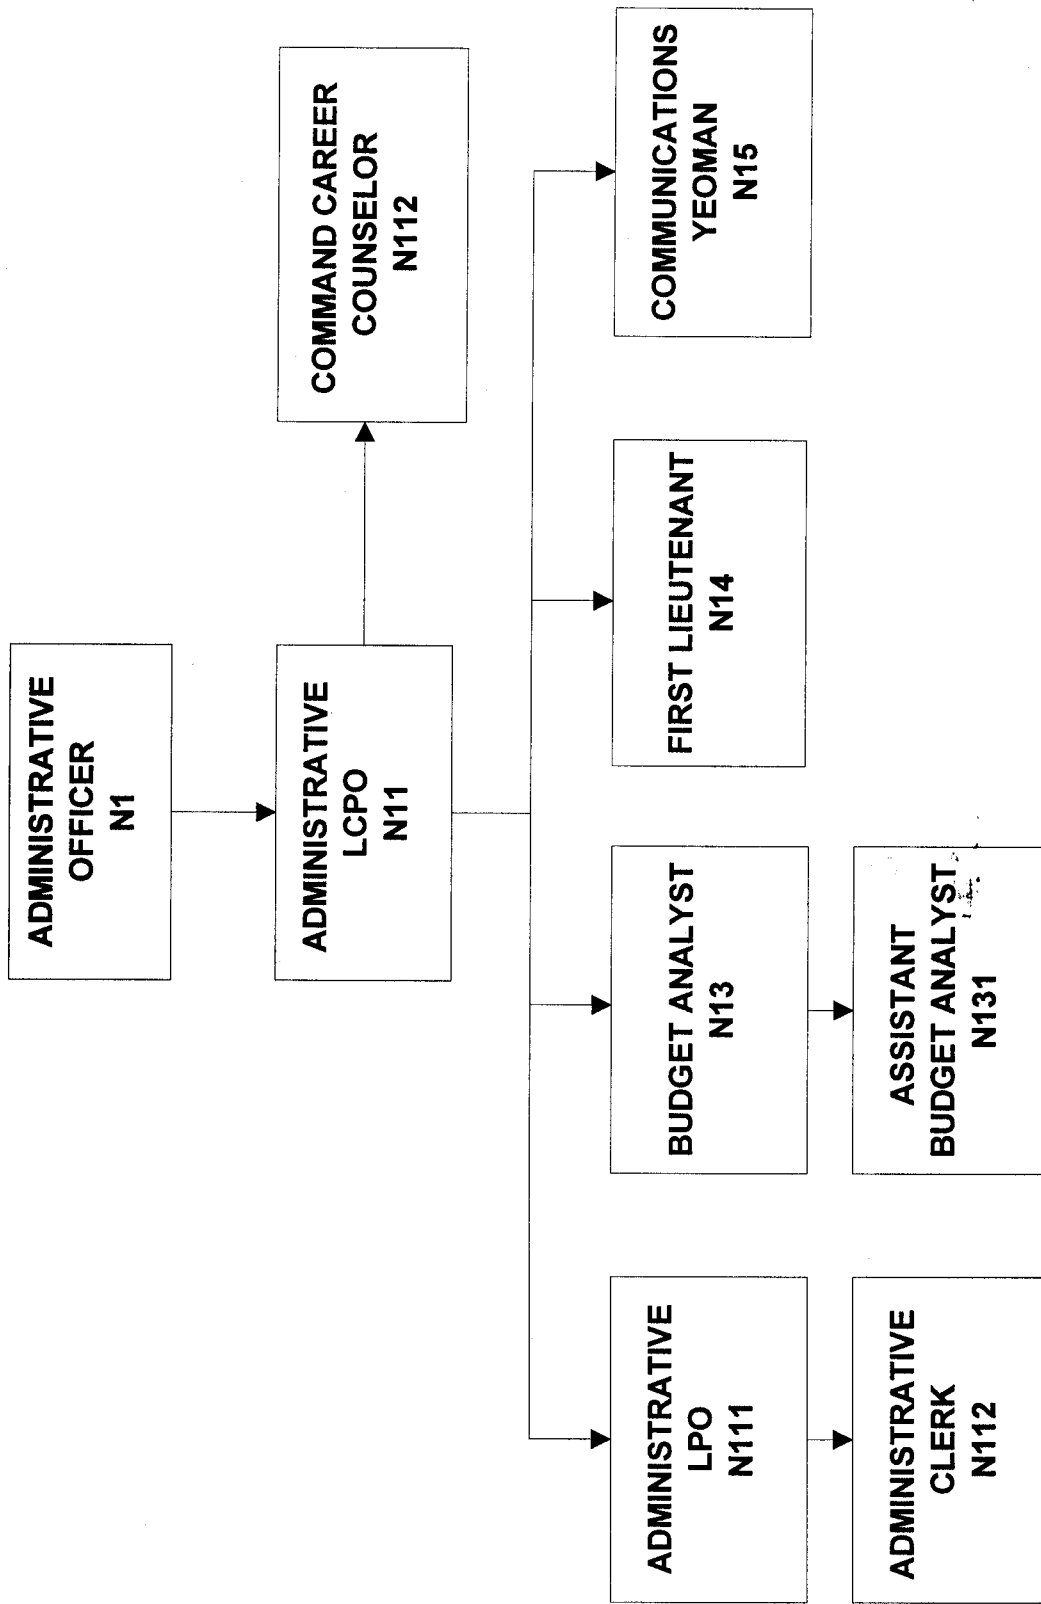 ADMINISTRATIVE
OFFICER
N1
ADMINISTRATIVE
LCPO
N11
COMMAND CAREER
COUNSELOR
N112
ADMINISTRATIVE
LPO
N111
BUDGET ANALYST
N13
FIRST LIEUTENANT
N14
COMMUNICATIONS
YEOMAN
N15
ADMINISTRATIVE
CLERK
N112
ASSISTANT
BUDGET ANALYST
N131